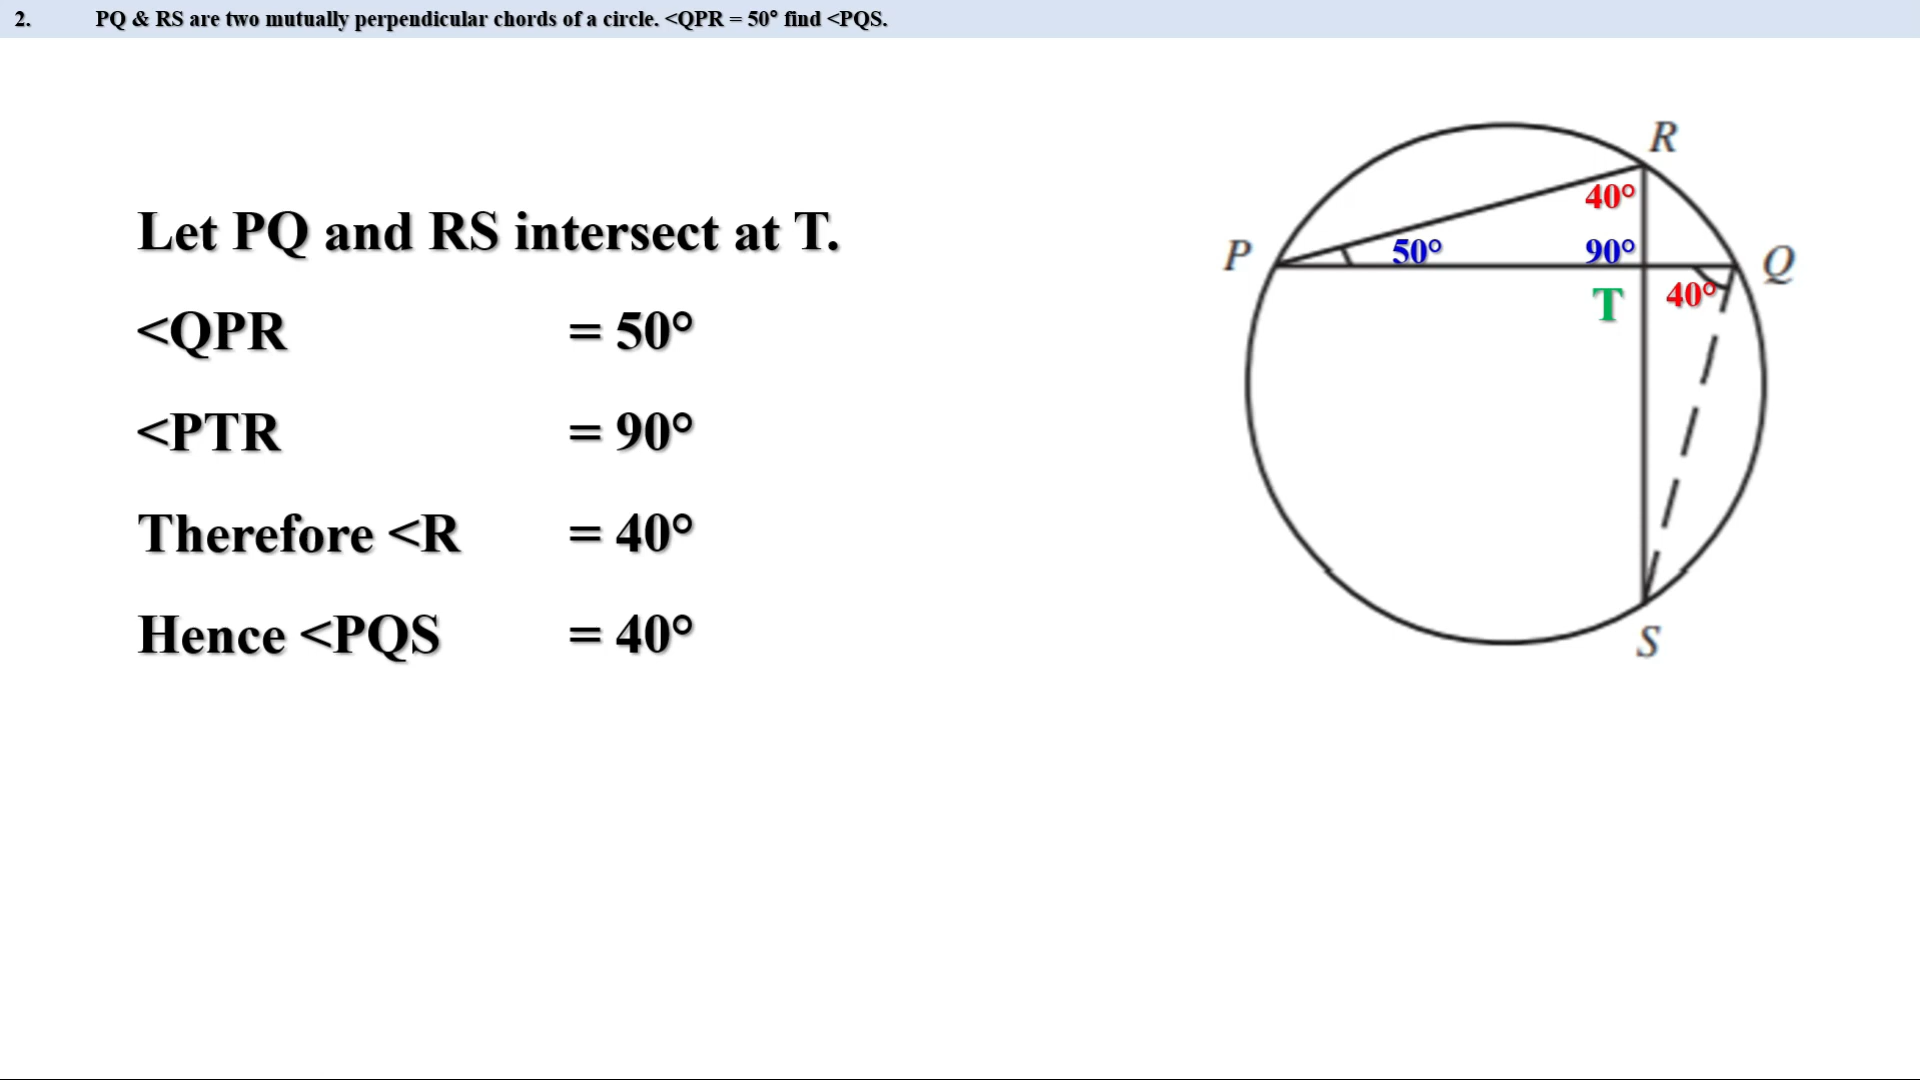 2. PQ & RS are two mutually perpendicular chords of a circle. <QPR = 50° find <PQS.
Let PQ and RS intersect at T.
<QPR = 50°
<PTR = 90°
Therefore <R = 40°
Hence <PQS = 40°
R
40°
P
50°
90°
Q
T
40°
S